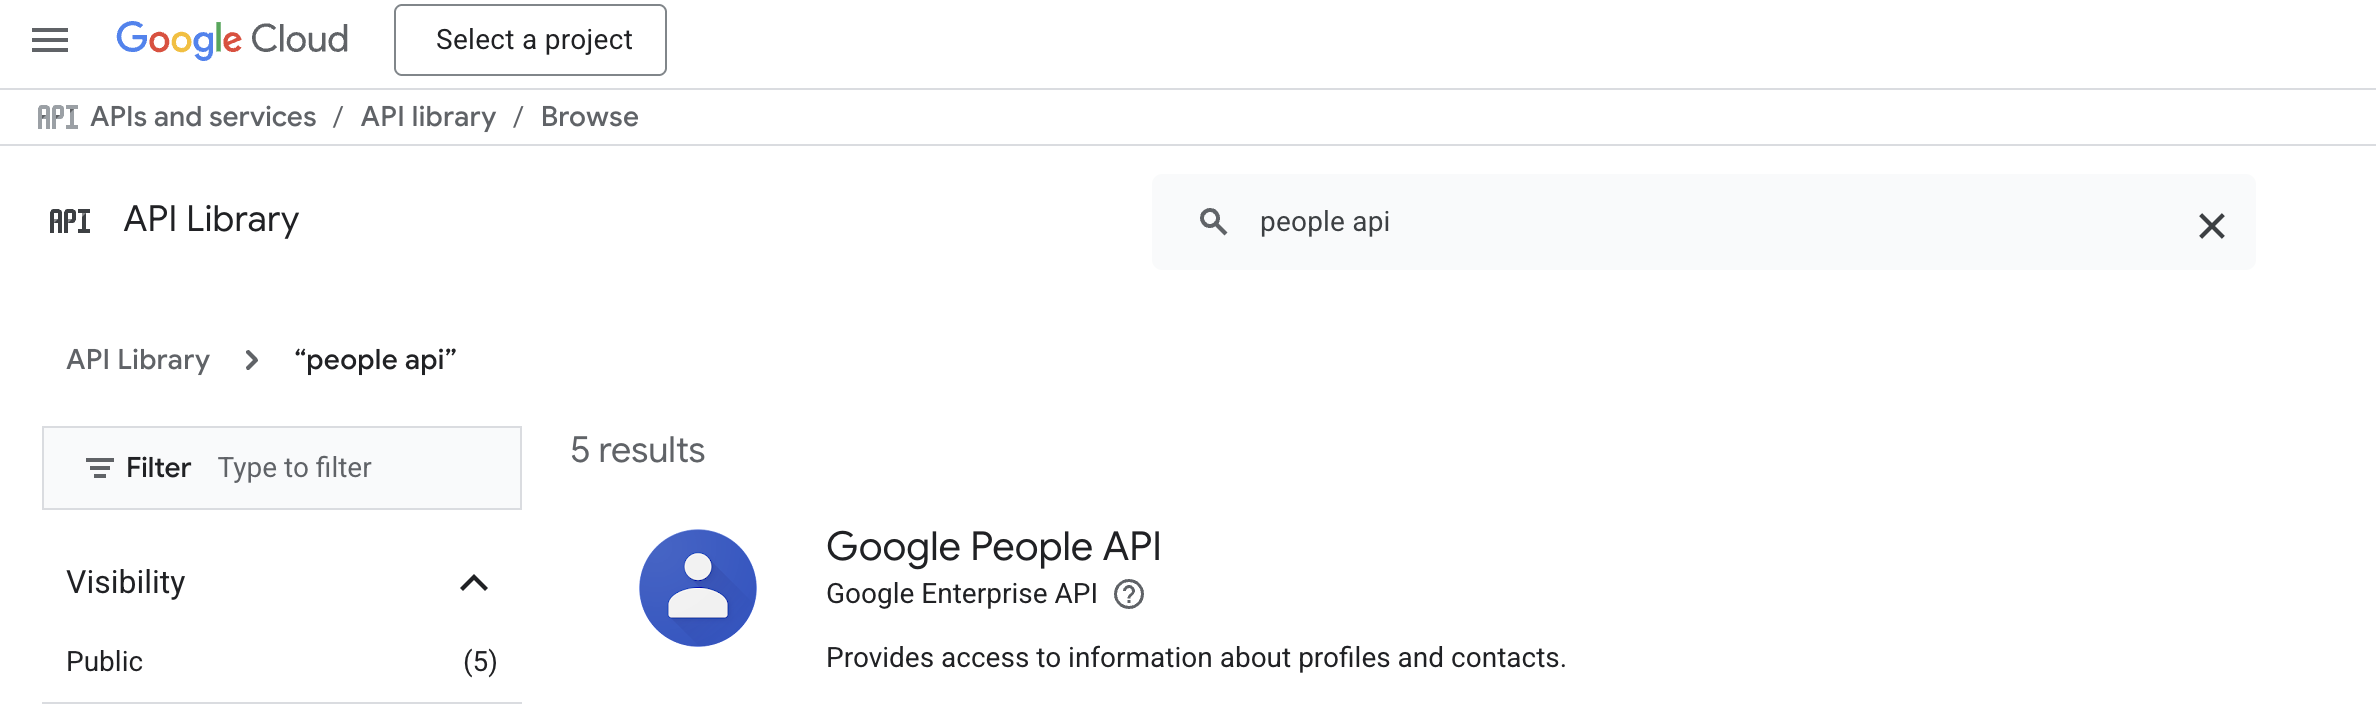 Google Cloud Select a project
API APIs and services / API library / Browse
API API Library people api
API Library “people api”
Filter Type to filter
5 results
Google People API
Google Enterprise API
Provides access to information about profiles and contacts.
Visibility
Public (5)